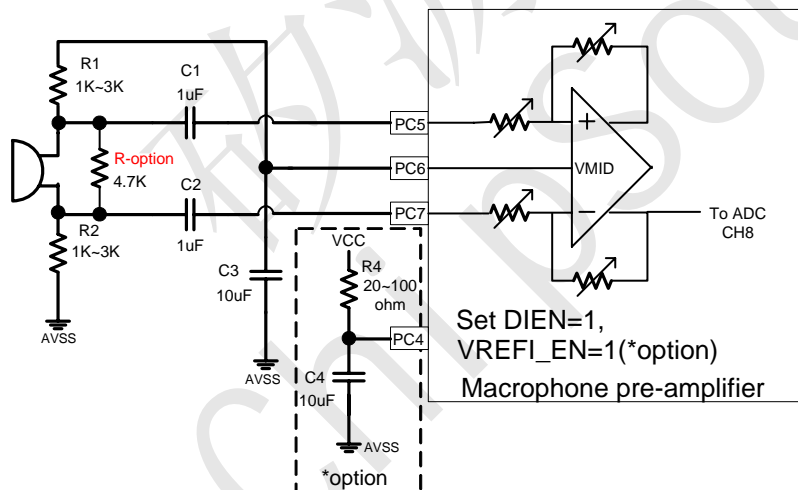 R1
1K~3K
C1
1uF
R-option
4.7K
C2
1uF
R2
1K~3K
AVSS
C3
10uF
AVSS
VCC
R4
20~100
ohm
C4
10uF
AVSS
*option
PC5
PC6
PC7
PC4
+
VMID
−
To ADC
CH8
Set DIEN=1,
VREFI_EN=1(*option)
Macrophone pre-amplifier
chipsou